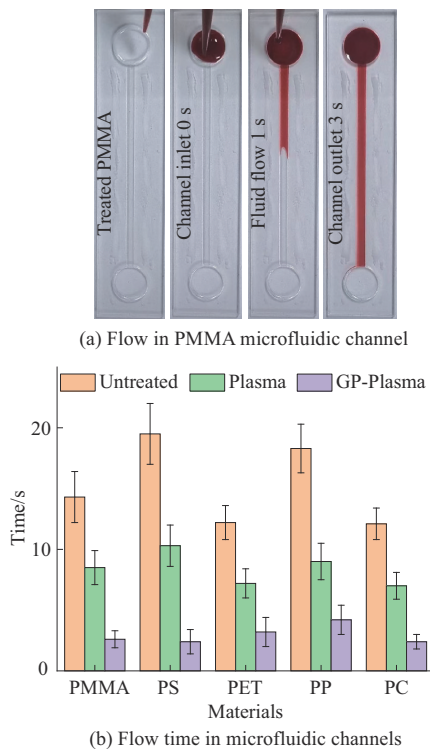 Treated PMMA
Channel inlet 0 s
Fluid flow 1 s
Channel outlet 3 s
(a) Flow in PMMA microfluidic channel
Untreated
Plasma
GP-Plasma
20
10
0
Time/s
PMMA
PS
PET
PP
PC
Materials
(b) Flow time in microfluidic channels